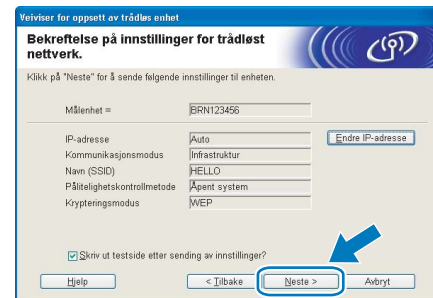 Veiviser for oppsett av trådløs enhet
Bekreftelse på innstillinger for trådløst
nettverk.
Klikk på "Neste" for å sende følgende innstillinger til enheten.
Målenhet = BRN123456
IP-adresse Auto Endre IP-adresse
Kommunikasjonsmodus Infrastruktur
Navn (SSID) HELLO
Pålitelighetskontrollmetode Åpent system
Krypteringsmodus WEP
Skriv ut testside etter sending av innstillinger?
Hjelp < Tilbake Neste > Avbryt